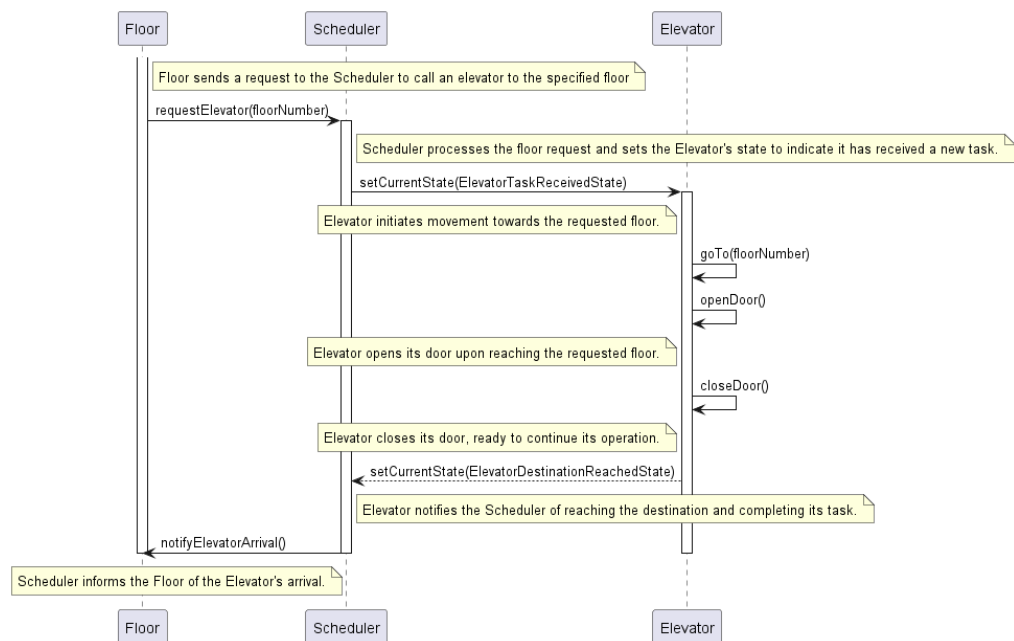 Floor Scheduler Elevator
Floor sends a request to the Scheduler to call an elevator to the specified floor
requestElevator(floorNumber)
Scheduler processes the floor request and sets the Elevator's state to indicate it has received a new task.
setCurrentState(ElevatorTaskReceivedState)
Elevator initiates movement towards the requested floor.
goTo(floorNumber)
openDoor()
Elevator opens its door upon reaching the requested floor.
closeDoor()
Elevator closes its door, ready to continue its operation.
setCurrentState(ElevatorDestinationReachedState)
Elevator notifies the Scheduler of reaching the destination and completing its task.
notifyElevatorArrival()
Scheduler informs the Floor of the Elevator's arrival.
Floor Scheduler Elevator